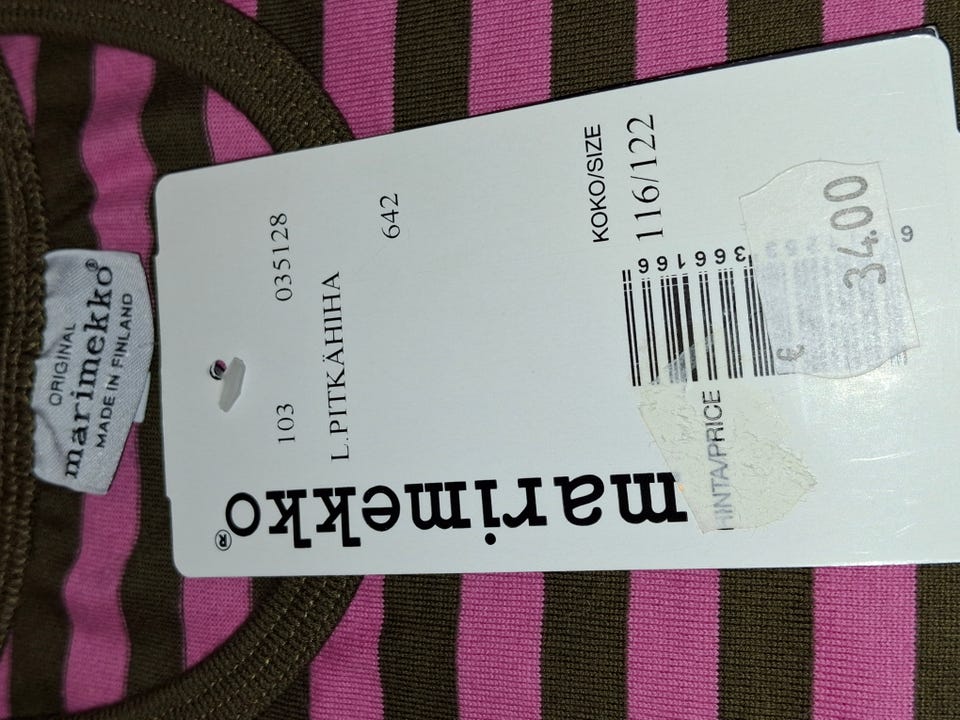 ORIGINAL
marimekko®
MADE IN FINLAND
marimekko®
103 035128
L.PITKÄHIHA
642
KOKO/SIZE
116/122
HINTA/PRICE
€ 34.00